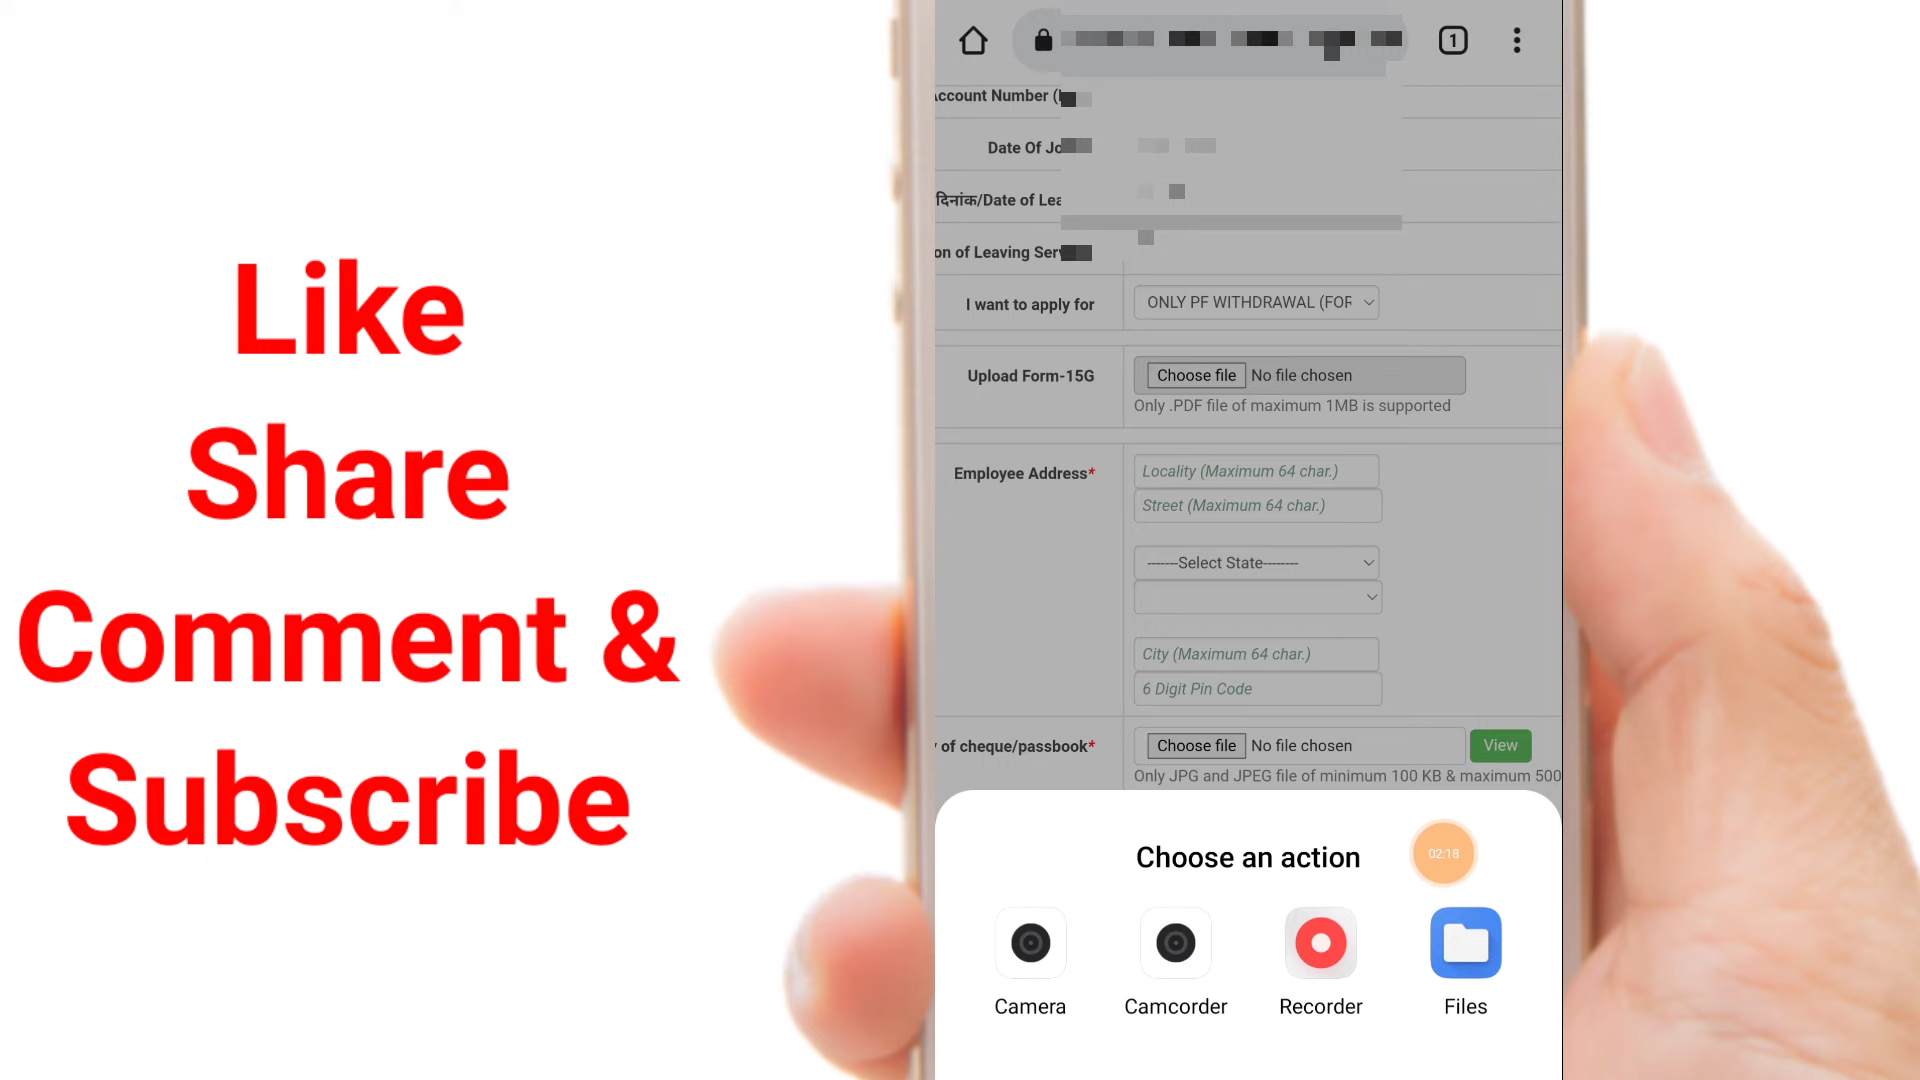 Like
Share
Comment &
Subscribe
1
Account Number (
Date Of Jo
दिनांक/Date of Lea
on of Leaving Ser
I want to apply for
ONLY PF WITHDRAWAL (FOR
Upload Form-15G
Choose file No file chosen
Only .PDF file of maximum 1MB is supported
Employee Address*
Locality (Maximum 64 char.)
Street (Maximum 64 char.)
-------Select State--------
City (Maximum 64 char.)
6 Digit Pin Code
of cheque/passbook*
Choose file No file chosen
View
Only JPG and JPEG file of minimum 100 KB & maximum 500
Choose an action
02:18
Camera
Camcorder
Recorder
Files